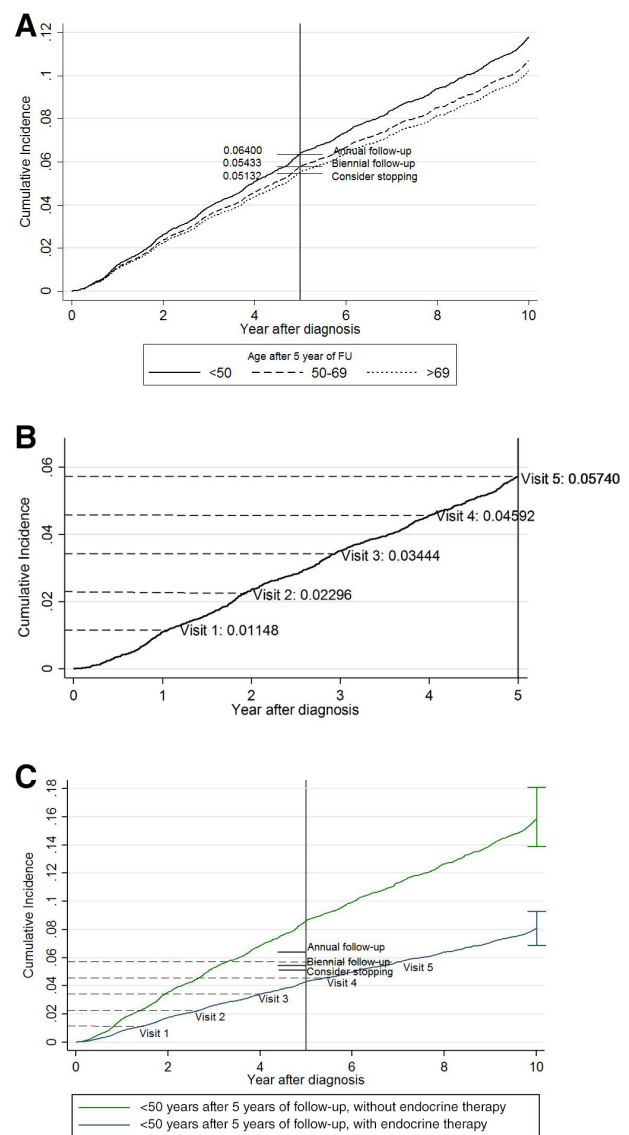 A
Cumulative Incidence
.12
.1
.08
.06
.04
.02
0
0.06400
0.05433
0.05132
Annual follow-up
Biennial follow-up
Consider stopping
0 2 4 6 8 10
Year after diagnosis
Age after 5 year of FU
<50 50-69 >69
B
Cumulative Incidence
.06
.04
.02
0
Visit 5: 0.05740
Visit 4: 0.04592
Visit 3: 0.03444
Visit 2: 0.02296
Visit 1: 0.01148
0 1 2 3 4 5
Year after diagnosis
C
Cumulative Incidence
.18
.16
.14
.12
.1
.08
.06
.04
.02
0
Annual follow-up
Biennial follow-up
Consider stopping
Visit 5
Visit 4
Visit 3
Visit 2
Visit 1
0 2 4 6 8 10
Year after diagnosis
<50 years after 5 years of follow-up, without endocrine therapy
<50 years after 5 years of follow-up, with endocrine therapy